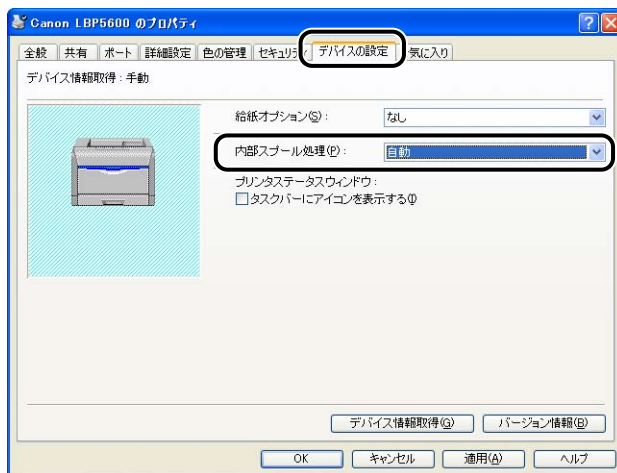 Canon LBP5600 のプロパティ
全般 共有 ポート 詳細設定 色の管理 セキュリティ デバイスの設定 気に入り
デバイス情報取得：手動
給紙オプション(S)： なし
内部スプール処理(P)： 自動
プリンタステータスウィンドウ：
タスクバーにアイコンを表示する(I)
デバイス情報取得(G) バージョン情報(B)
OK キャンセル 適用(A) ヘルプ